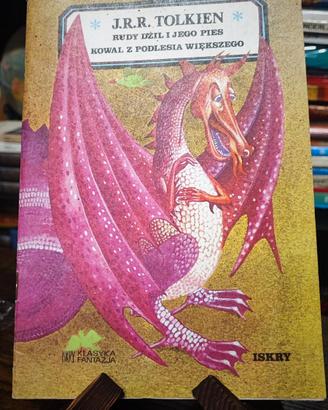 J.R.R. TOLKIEN
RUDY DŻIL I JEGO PIES
KOWAL Z PODLESIA WIĘKSZEGO
KLASYKA
FANTAZJA
ISKRY